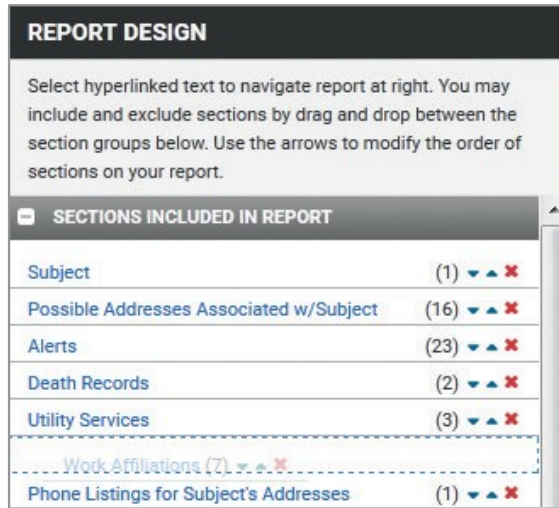 REPORT DESIGN
Select hyperlinked text to navigate report at right. You may
include and exclude sections by drag and drop between the
section groups below. Use the arrows to modify the order of
sections on your report.
SECTIONS INCLUDED IN REPORT
Subject (1)
Possible Addresses Associated w/Subject (16)
Alerts (23)
Death Records (2)
Utility Services (3)
Work Affiliations (7)
Phone Listings for Subject's Addresses (1)